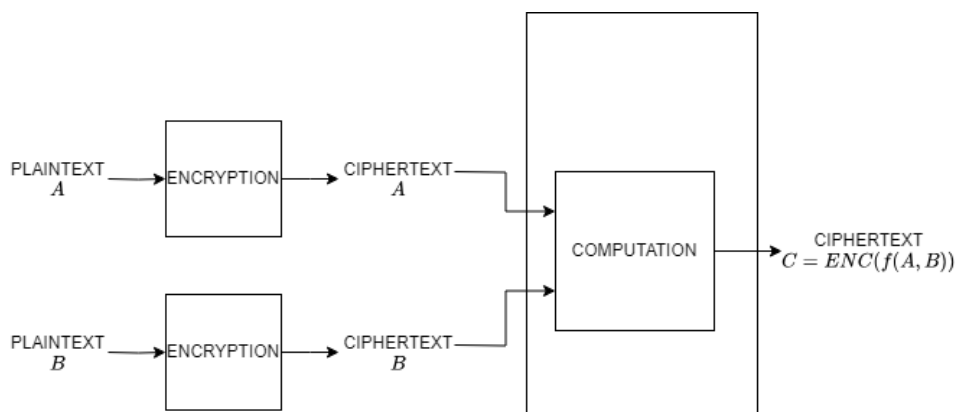 PLAINTEXT
A
ENCRYPTION
CIPHERTEXT
A
COMPUTATION
CIPHERTEXT
C = ENC(f(A, B))
PLAINTEXT
B
ENCRYPTION
CIPHERTEXT
B